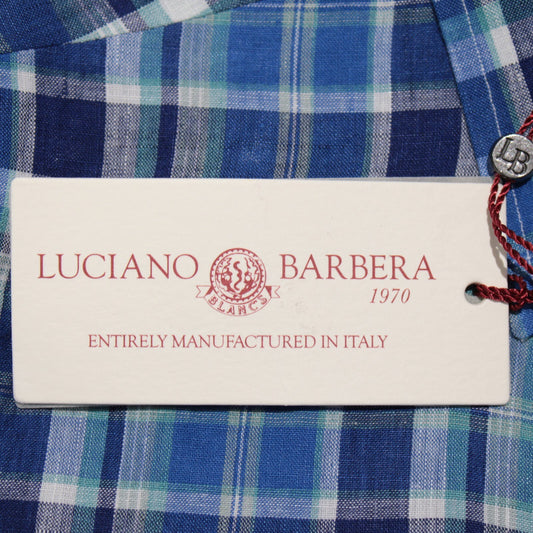 LB
LUCIANO BARBERA
BLANCS
1970
ENTIRELY MANUFACTURED IN ITALY